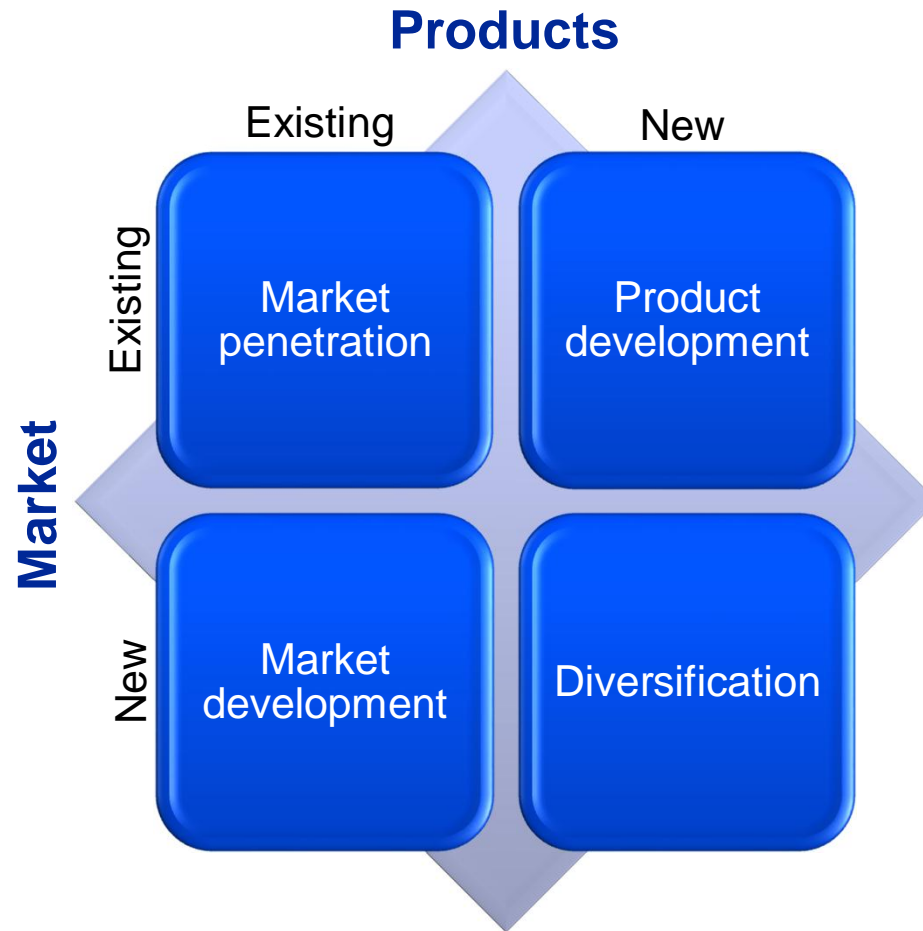 Products
Existing
New
Market
Existing
Market
penetration
Product
development
New
Market
development
Diversification